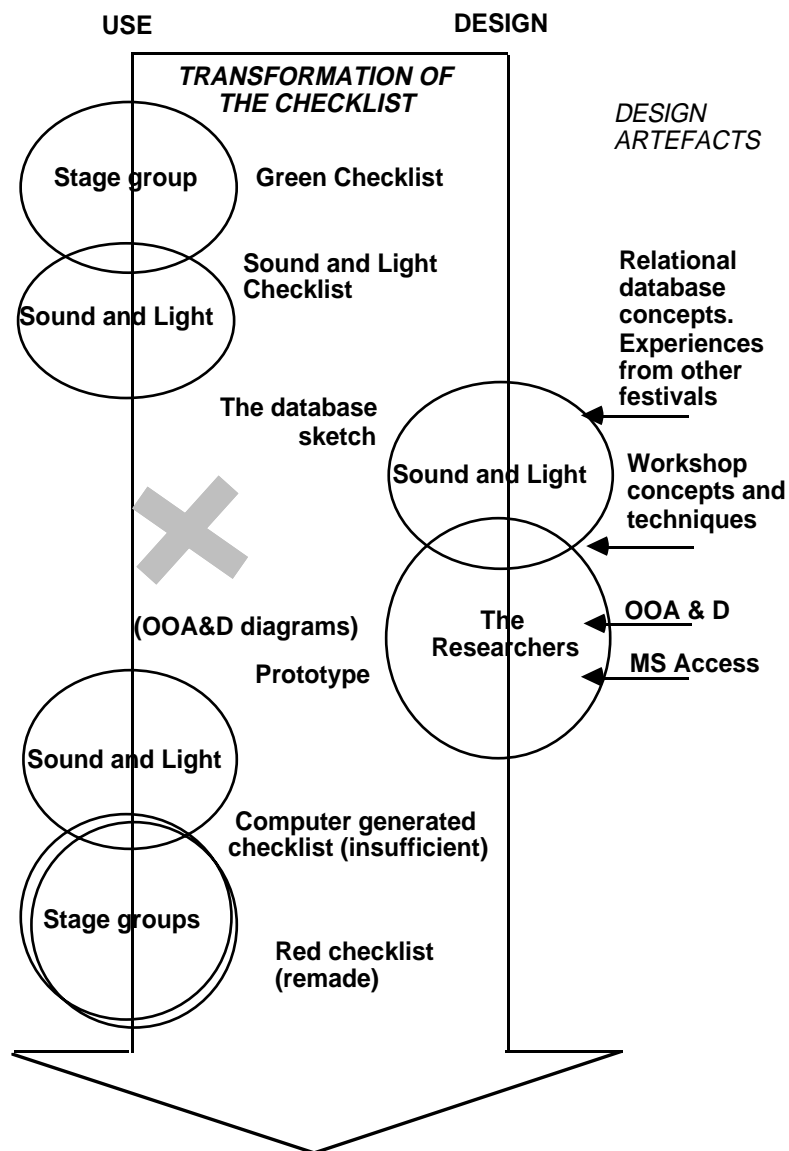 USE
DESIGN
TRANSFORMATION OF
THE CHECKLIST
DESIGN
ARTEFACTS
Stage group
Green Checklist
Sound and Light
Checklist
Sound and Light
Relational
database
concepts.
Experiences
from other
festivals
The database
sketch
Sound and Light
Workshop
concepts and
techniques
(OOA&D diagrams)
The
Researchers
OOA & D
Prototype
MS Access
Sound and Light
Computer generated
checklist (insufficient)
Stage groups
Red checklist
(remade)